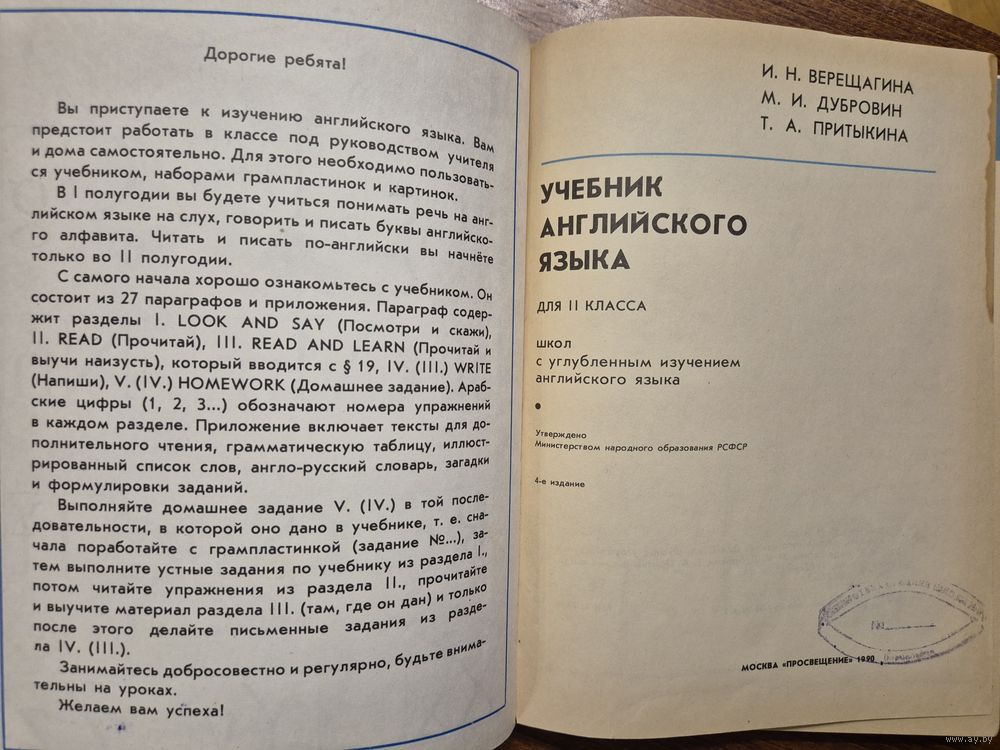 Дорогие ребята!
Вы приступаете к изучению английского языка. Вам
предстоит работать в классе под руководством учителя
и дома самостоятельно. Для этого необходимо пользовать-
ся учебником, наборами грампластинок и картинок.
В I полугодии вы будете учиться понимать речь на анг-
лийском языке на слух, говорить и писать буквы английско-
го алфавита. Читать и писать по-английски вы начнёте
только во II полугодии.
С самого начала хорошо ознакомьтесь с учебником. Он
состоит из 27 параграфов и приложения. Параграф содер-
жит разделы I. LOOK AND SAY (Посмотри и скажи),
II. READ (Прочитай), III. READ AND LEARN (Прочитай и
выучи наизусть), который вводится с § 19, IV. (III.) WRITE
(Напиши), V. (IV.) HOMEWORK (Домашнее задание). Араб-
ские цифры (1, 2, 3...) обозначают номера упражнений
в каждом разделе. Приложение включает тексты для до-
полнительного чтения, грамматическую таблицу, иллюст-
рированный список слов, англо-русский словарь, загадки
и формулировки заданий.
Выполняйте домашнее задание V. (IV.) в той после-
довательности, в которой оно дано в учебнике, т. е. сна-
чала поработайте с грампластинкой (задание №...), за-
тем выполните устные задания по учебнику из раздела I.,
потом читайте упражнения из раздела II., прочитайте
и выучите материал раздела III. (там, где он дан) и только
после этого делайте письменные задания из разде-
ла IV. (III.).
Занимайтесь добросовестно и регулярно, будьте внима-
тельны на уроках.
Желаем вам успеха!
И. Н. ВЕРЕЩАГИНА
М. И. ДУБРОВИН
Т. А. ПРИТЫКИНА
УЧЕБНИК
АНГЛИЙСКОГО
ЯЗЫКА
ДЛЯ II КЛАССА
ШКОЛ
с углубленным изучением
английского языка
Утверждено
Министерством народного образования РСФСР
4-е издание
МОСКВА «ПРОСВЕЩЕНИЕ» 1990
www.ay.by